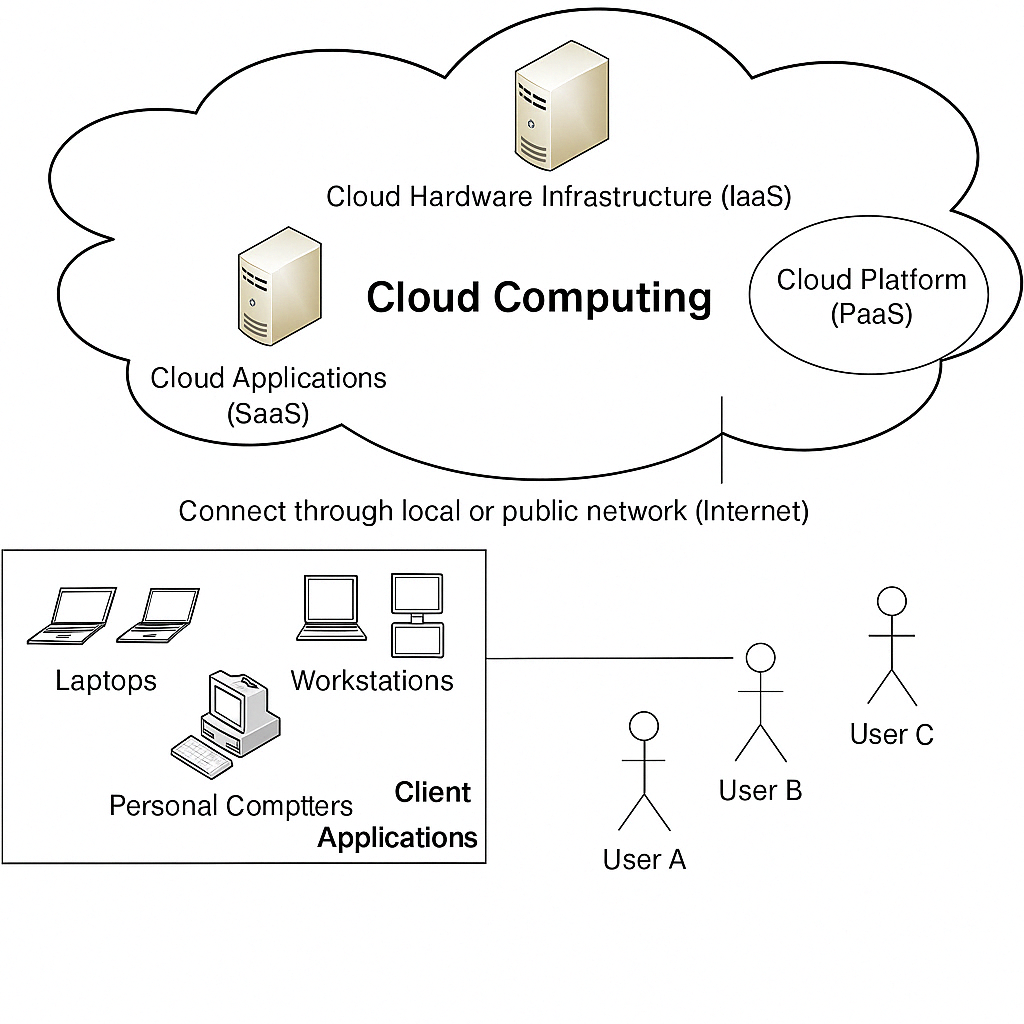 Cloud Hardware Infrastructure (IaaS)
Cloud Computing
Cloud Platform
(PaaS)
Cloud Applications
(SaaS)
Connect through local or public network (Internet)
Laptops
Workstations
Personal Comptters
Client
Applications
User A
User B
User C